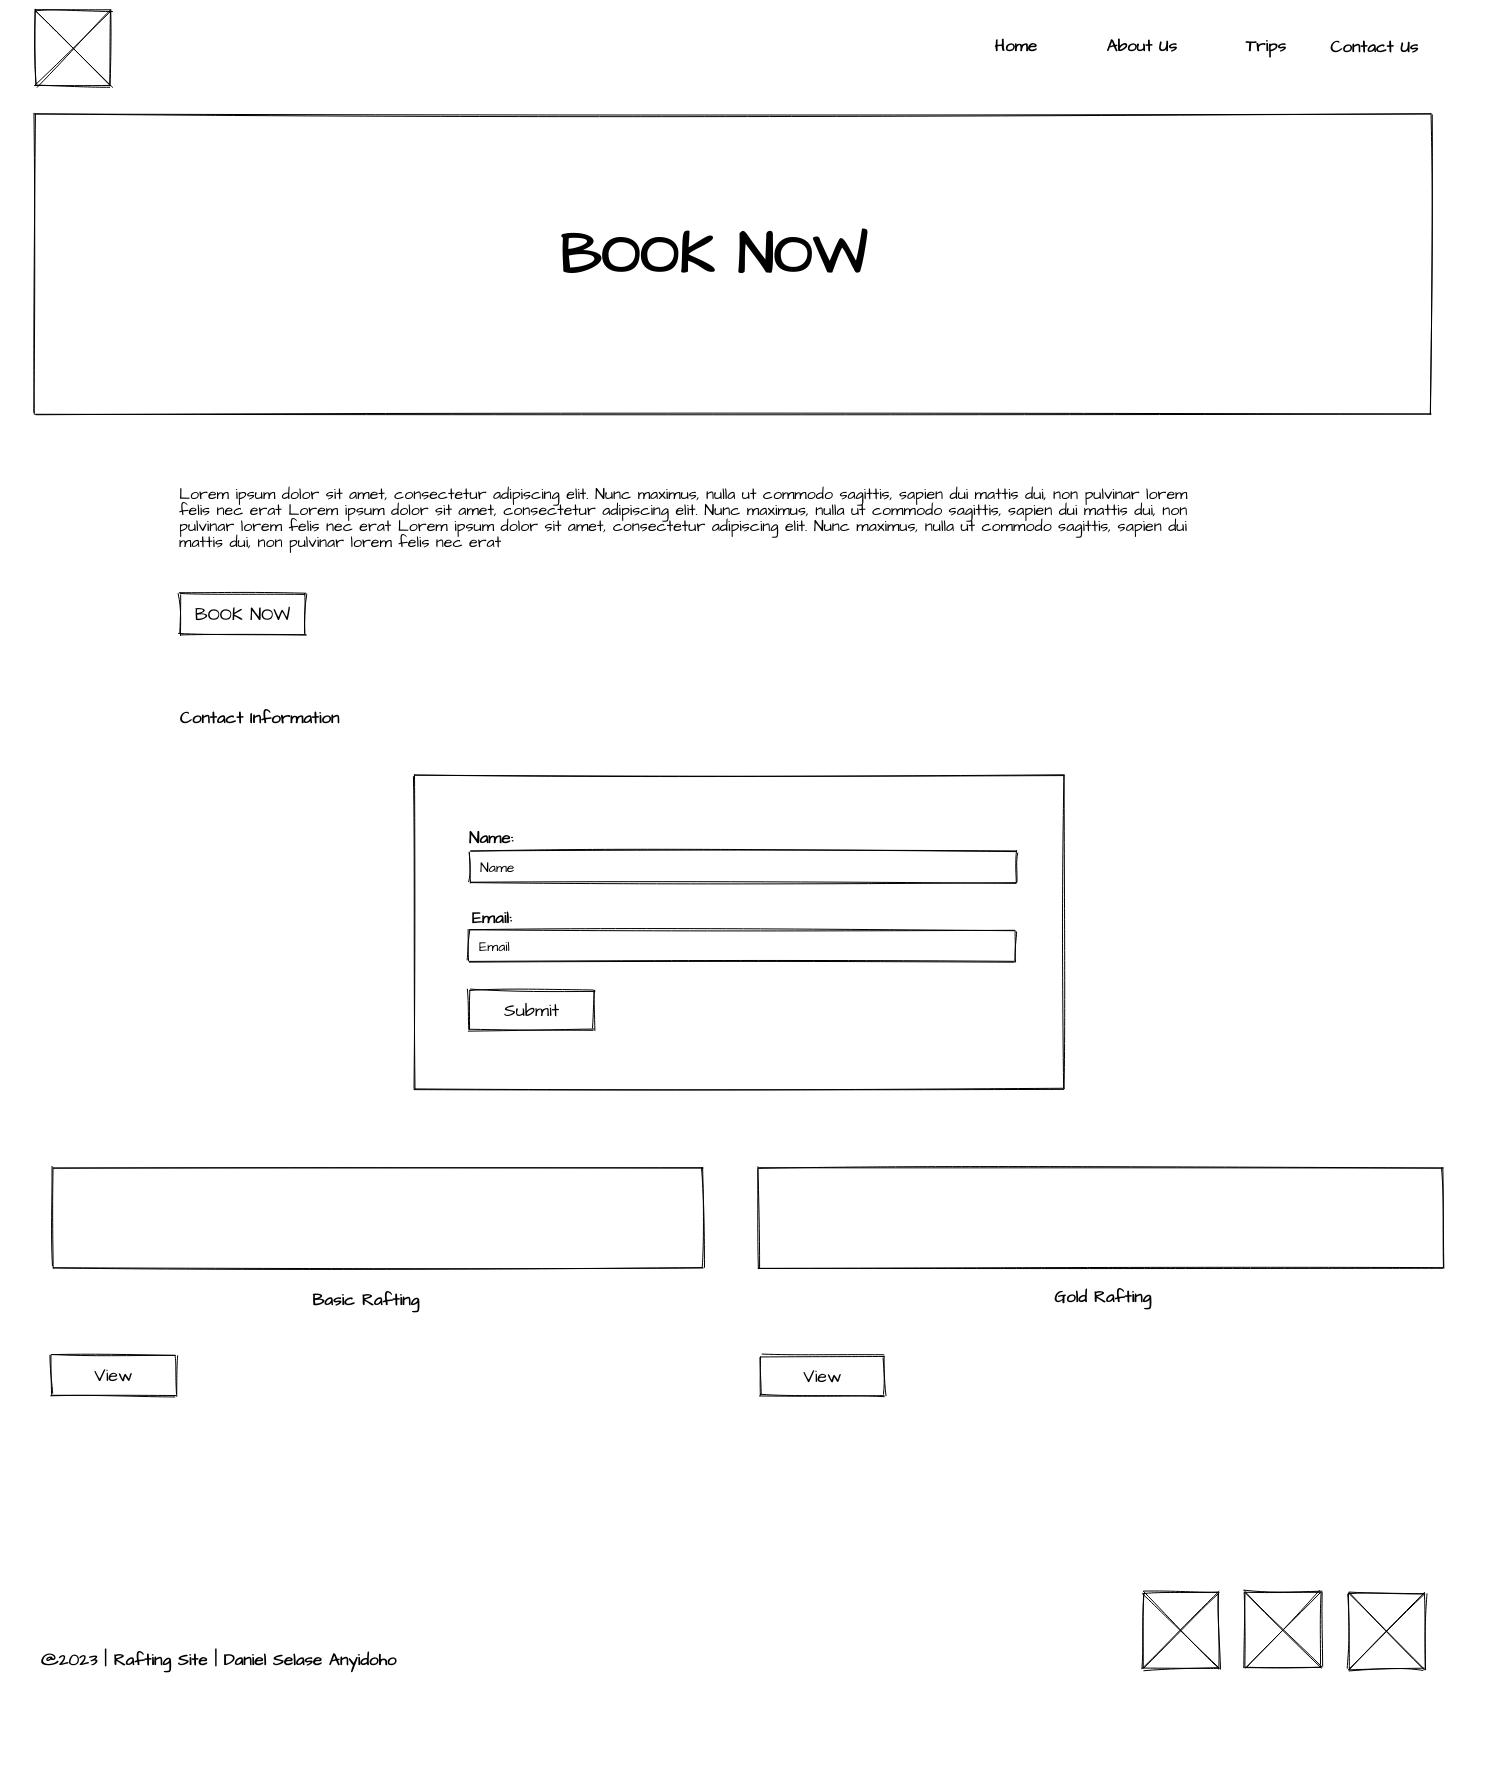 Home About Us Trips Contact Us
BOOK NOW
Lorem ipsum dolor sit amet, consectetur adipiscing elit. Nunc maximus, nulla ut commodo sagittis, sapien dui mattis dui, non pulvinar lorem
felis nec erat Lorem ipsum dolor sit amet, consectetur adipiscing elit. Nunc maximus, nulla ut commodo sagittis, sapien dui mattis dui, non
pulvinar lorem felis nec erat Lorem ipsum dolor sit amet, consectetur adipiscing elit. Nunc maximus, nulla ut commodo sagittis, sapien dui
mattis dui, non pulvinar lorem felis nec erat
BOOK NOW
Contact Information
Name:
Name
Email:
Email
Submit
Basic Rafting
Gold Rafting
View
View
@2023 | Rafting Site | Daniel Selase Anyidoho